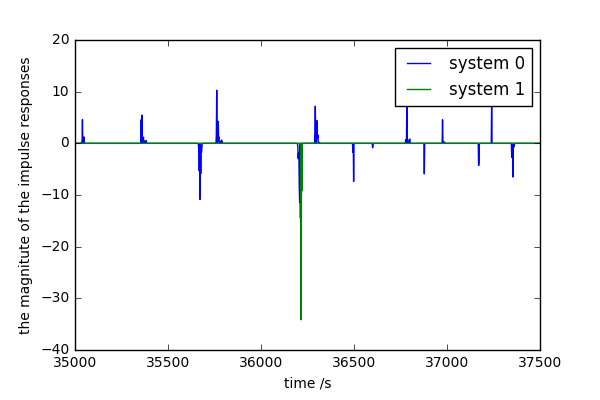 20
10
0
−10
−20
−30
−40
the magnitute of the impulse responses
system 0
system 1
35000 35500 36000 36500 37000 37500
time /s